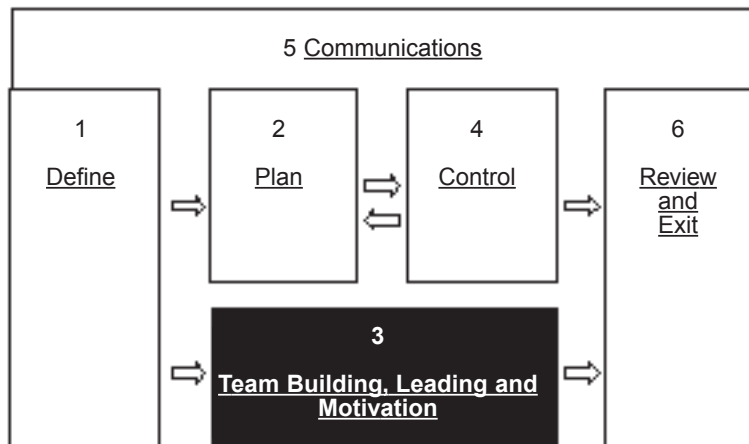 5 Communications
1
Define
2
Plan
4
Control
6
Review
and
Exit
3
Team Building, Leading and
Motivation